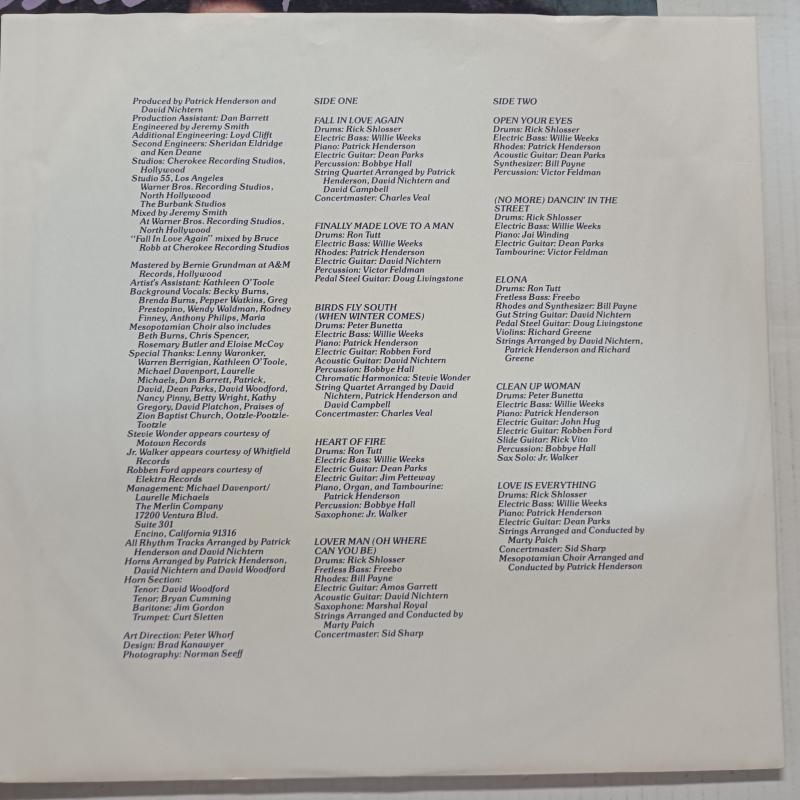 Produced by Patrick Henderson and
David Nichtern
Production Assistant: Dan Barrett
Engineered by Jeremy Smith
Additional Engineering: Loyd Clifft
Second Engineers: Sheridan Eldridge
and Ken Deane
Studios: Cherokee Recording Studios,
Hollywood
Studio 55, Los Angeles
Warner Bros. Recording Studios,
North Hollywood
The Burbank Studios
Mixed by Jeremy Smith
At Warner Bros. Recording Studios,
North Hollywood
"Fall In Love Again" mixed by Bruce
Robb at Cherokee Recording Studios
Mastered by Bernie Grundman at A&M
Records, Hollywood
Artist's Assistant: Kathleen O'Toole
Background Vocals: Becky Burns,
Brenda Burns, Pepper Watkins, Greg
Prestopino, Wendy Waldman, Rodney
Finney, Anthony Philips, Maria
Mesopotamian Choir also includes
Beth Burns, Chris Spencer,
Rosemary Butler and Eloise McCoy
Special Thanks: Lenny Waronker,
Warren Berrigian, Kathleen O'Toole,
Michael Davenport, Laurelle
Michaels, Dan Barrett, Patrick,
David, Dean Parks, David Woodford,
Nancy Pinny, Betty Wright, Kathy
Gregory, David Platchon, Praises of
Zion Baptist Church, Ootzle-Pootzle-
Tootzle
Stevie Wonder appears courtesy of
Motown Records
Jr. Walker appears courtesy of Whitfield
Records
Robben Ford appears courtesy of
Elektra Records
Management: Michael Davenport/
Laurelle Michaels
The Merlin Company
17200 Ventura Blvd.
Suite 301
Encino, California 91316
All Rhythm Tracks Arranged by Patrick
Henderson and David Nichtern
Horns Arranged by Patrick Henderson,
David Nichtern and David Woodford
Horn Section:
Tenor: David Woodford
Tenor: Bryan Cumming
Baritone: Jim Gordon
Trumpet: Curt Sletten
Art Direction: Peter Whorf
Design: Brad Kanawyer
Photography: Norman Seeff
SIDE ONE
FALL IN LOVE AGAIN
Drums: Rick Shlosser
Electric Bass: Willie Weeks
Piano: Patrick Henderson
Electric Guitar: Dean Parks
Percussion: Bobbye Hall
String Quartet Arranged by Patrick
Henderson, David Nichtern and
David Campbell
Concertmaster: Charles Veal
FINALLY MADE LOVE TO A MAN
Drums: Ron Tutt
Electric Bass: Willie Weeks
Rhodes: Patrick Henderson
Electric Guitar: David Nichtern
Percussion: Victor Feldman
Pedal Steel Guitar: Doug Livingstone
BIRDS FLY SOUTH
(WHEN WINTER COMES)
Drums: Peter Bunetta
Electric Bass: Willie Weeks
Piano: Patrick Henderson
Electric Guitar: Robben Ford
Acoustic Guitar: David Nichtern
Percussion: Bobbye Hall
Chromatic Harmonica: Stevie Wonder
String Quartet Arranged by David
Nichtern, Patrick Henderson and
David Campbell
Concertmaster: Charles Veal
HEART OF FIRE
Drums: Ron Tutt
Electric Bass: Willie Weeks
Electric Guitar: Dean Parks
Electric Guitar: Jim Petteway
Piano, Organ, and Tambourine:
Patrick Henderson
Percussion: Bobbye Hall
Saxophone: Jr. Walker
LOVER MAN (OH WHERE
CAN YOU BE)
Drums: Rick Shlosser
Fretless Bass: Freebo
Rhodes: Bill Payne
Electric Guitar: Amos Garrett
Acoustic Guitar: David Nichtern
Saxophone: Marshal Royal
Strings Arranged and Conducted by
Marty Paich
Concertmaster: Sid Sharp
SIDE TWO
OPEN YOUR EYES
Drums: Rick Shlosser
Electric Bass: Willie Weeks
Rhodes: Patrick Henderson
Acoustic Guitar: Dean Parks
Synthesizer: Bill Payne
Percussion: Victor Feldman
(NO MORE) DANCIN' IN THE
STREET
Drums: Rick Shlosser
Electric Bass: Willie Weeks
Piano: Jai Winding
Electric Guitar: Dean Parks
Tambourine: Victor Feldman
ELONA
Drums: Ron Tutt
Fretless Bass: Freebo
Rhodes and Synthesizer: Bill Payne
Gut String Guitar: David Nichtern
Pedal Steel Guitar: Doug Livingstone
Violins: Richard Greene
Strings Arranged by David Nichtern,
Patrick Henderson and Richard
Greene
CLEAN UP WOMAN
Drums: Peter Bunetta
Electric Bass: Willie Weeks
Piano: Patrick Henderson
Electric Guitar: John Hug
Electric Guitar: Robben Ford
Slide Guitar: Rick Vito
Percussion: Bobbye Hall
Sax Solo: Jr. Walker
LOVE IS EVERYTHING
Drums: Rick Shlosser
Electric Bass: Willie Weeks
Piano: Patrick Henderson
Electric Guitar: Dean Parks
Strings Arranged and Conducted by
Marty Paich
Concertmaster: Sid Sharp
Mesopotamian Choir Arranged and
Conducted by Patrick Henderson